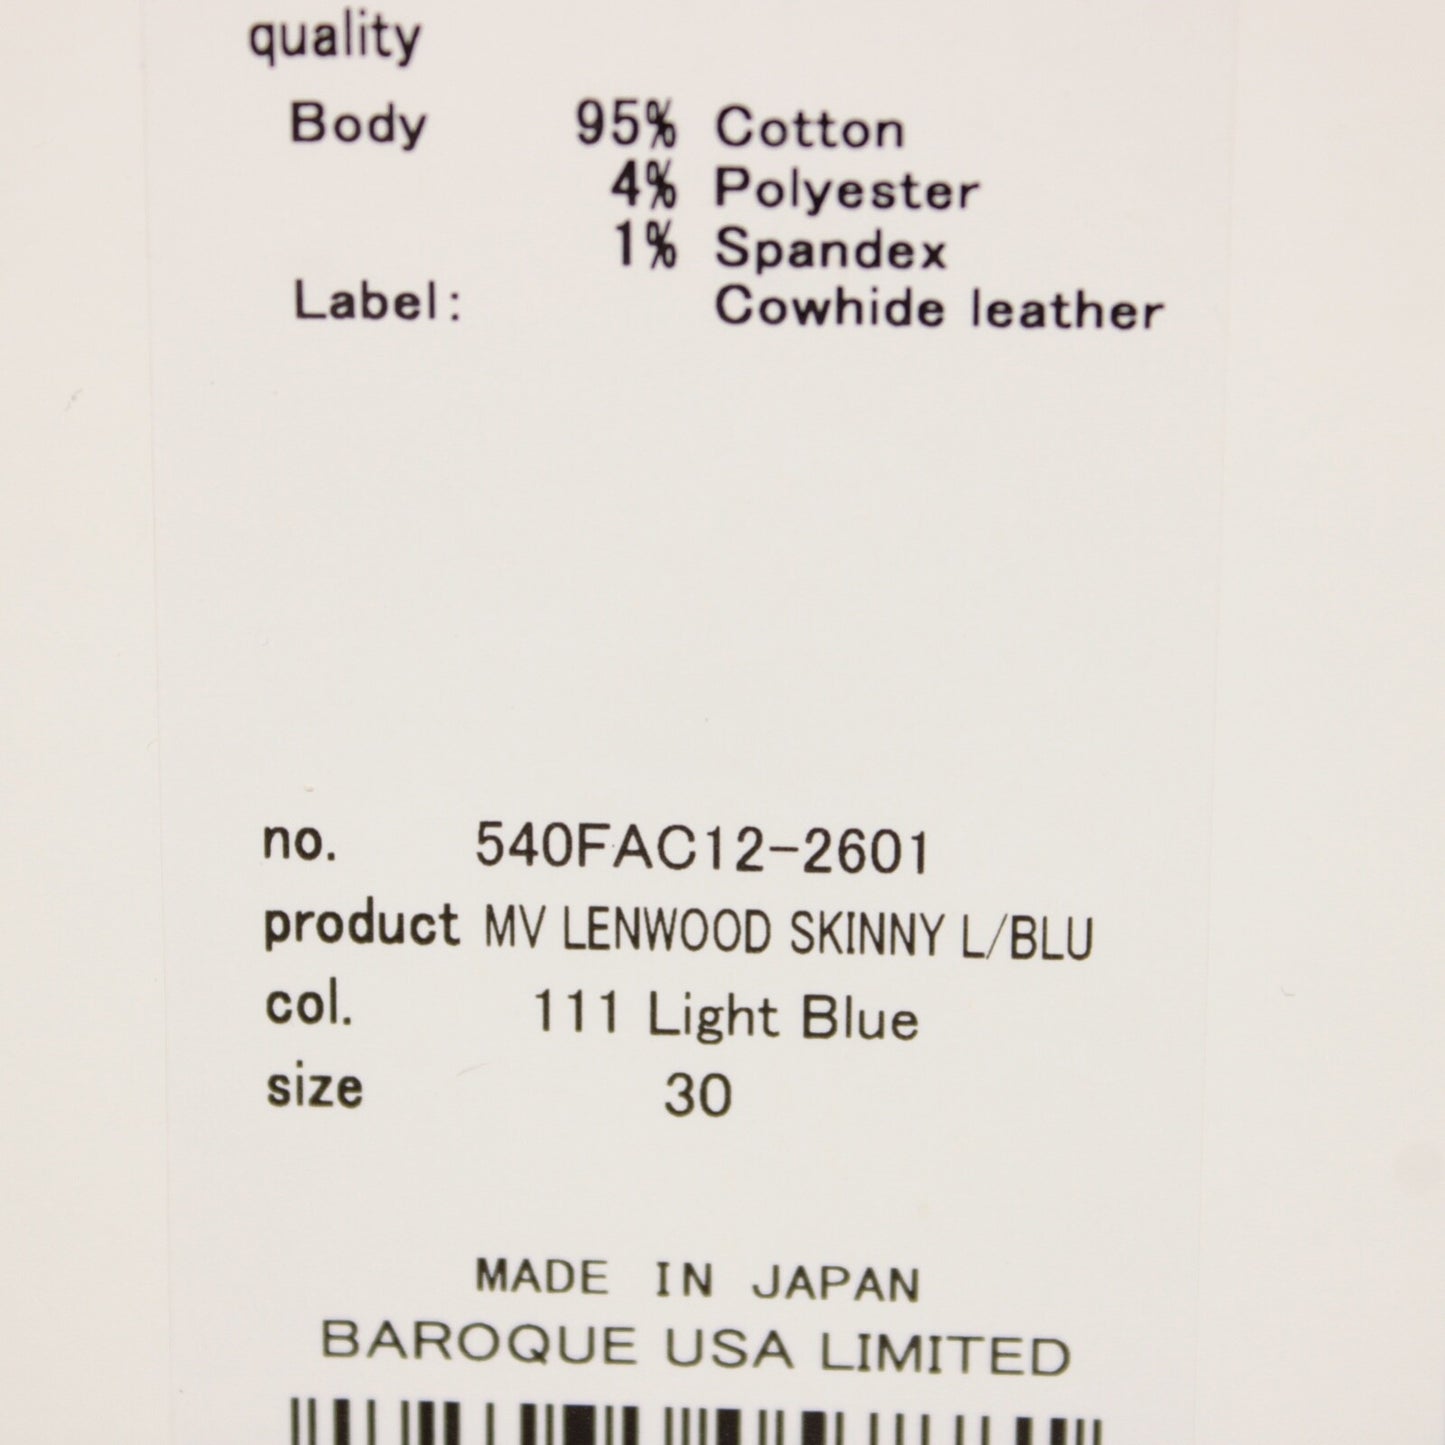 quality
Body 95% Cotton
4% Polyester
1% Spandex
Label: Cowhide leather
no. 540FAC12-2601
product MV LENWOOD SKINNY L/BLU
col. 111 Light Blue
size 30
MADE IN JAPAN
BAROQUE USA LIMITED